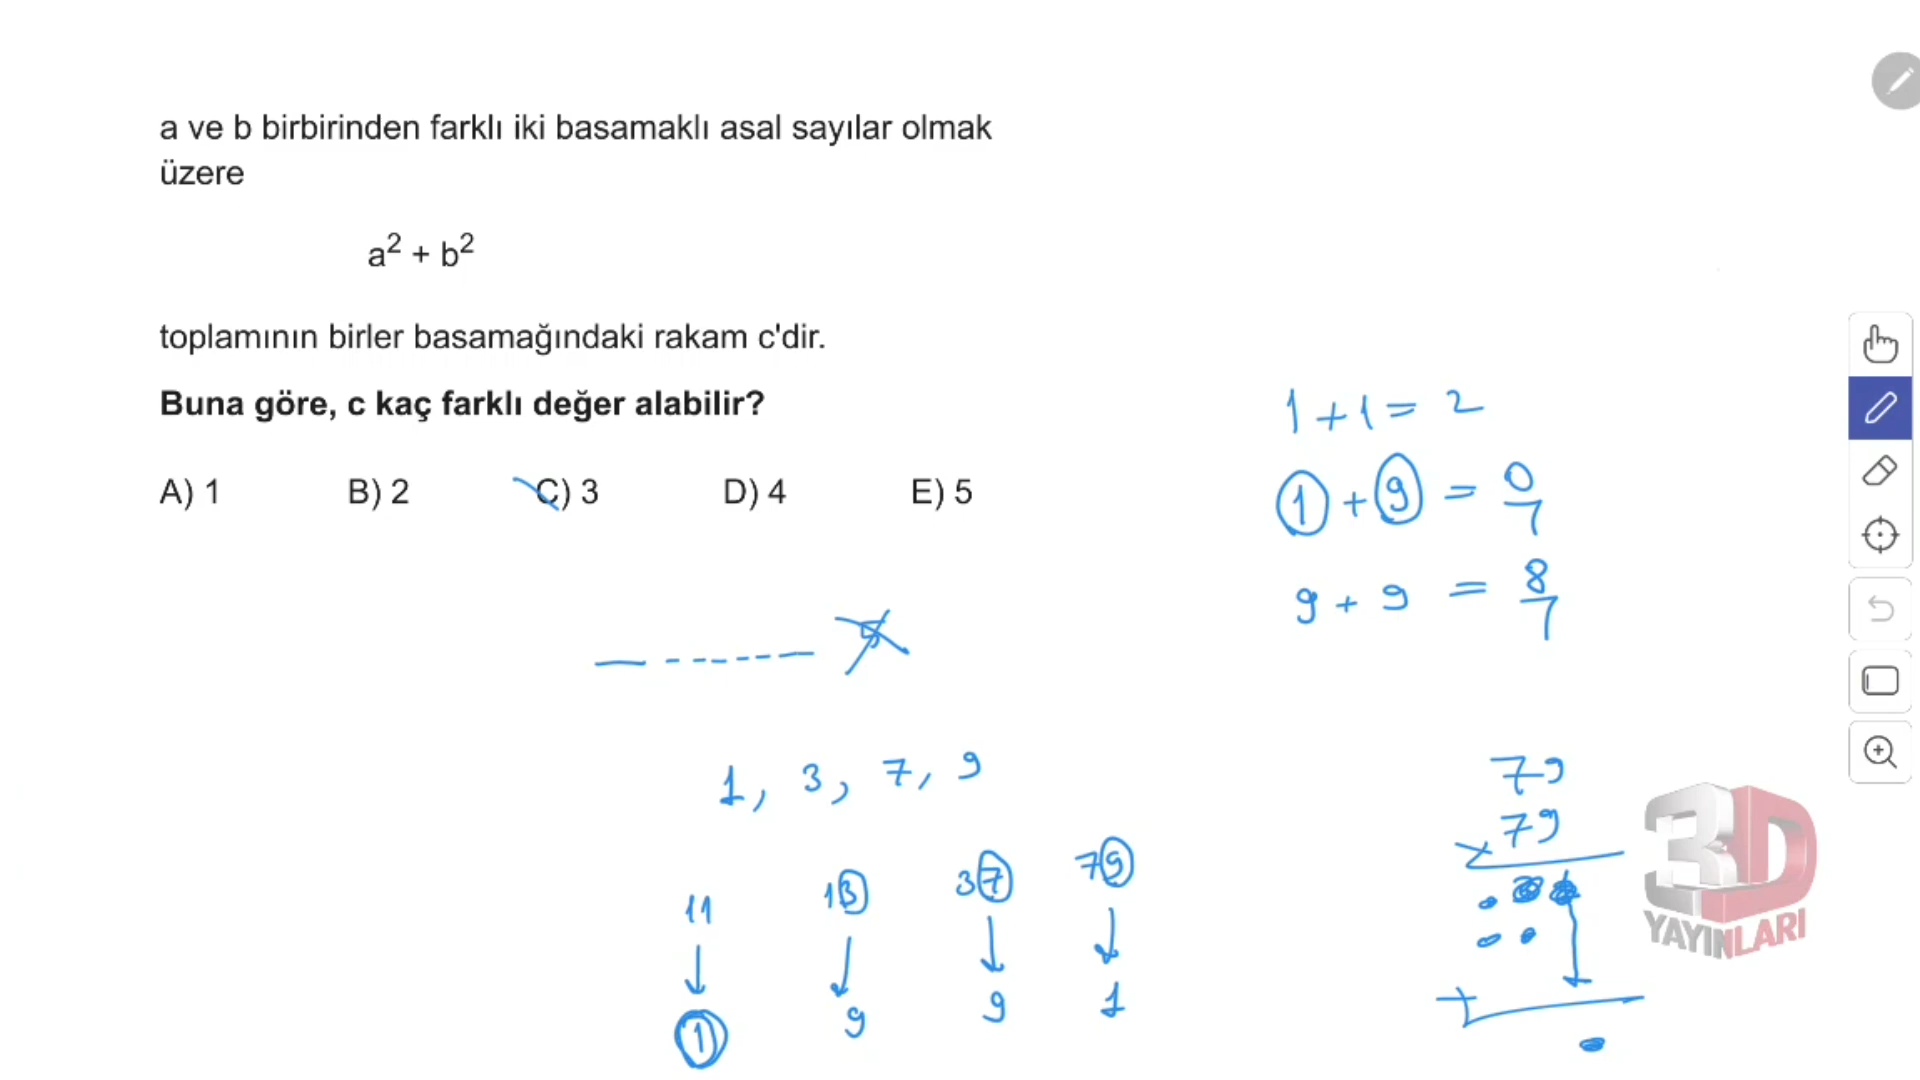 a ve b birbirinden farklı iki basamaklı asal sayılar olmak
üzere
a² + b²
toplamının birler basamağındaki rakam c'dir.
Buna göre, c kaç farklı değer alabilir?
A) 1 B) 2 C) 3 D) 4 E) 5
1 + 1 = 2
1 + 9 = 0
9 + 9 = 8
5
1, 3, 7, 9
11 13 37 79
1 9 9 1
79
x 79
+
3D
YAYINLARI